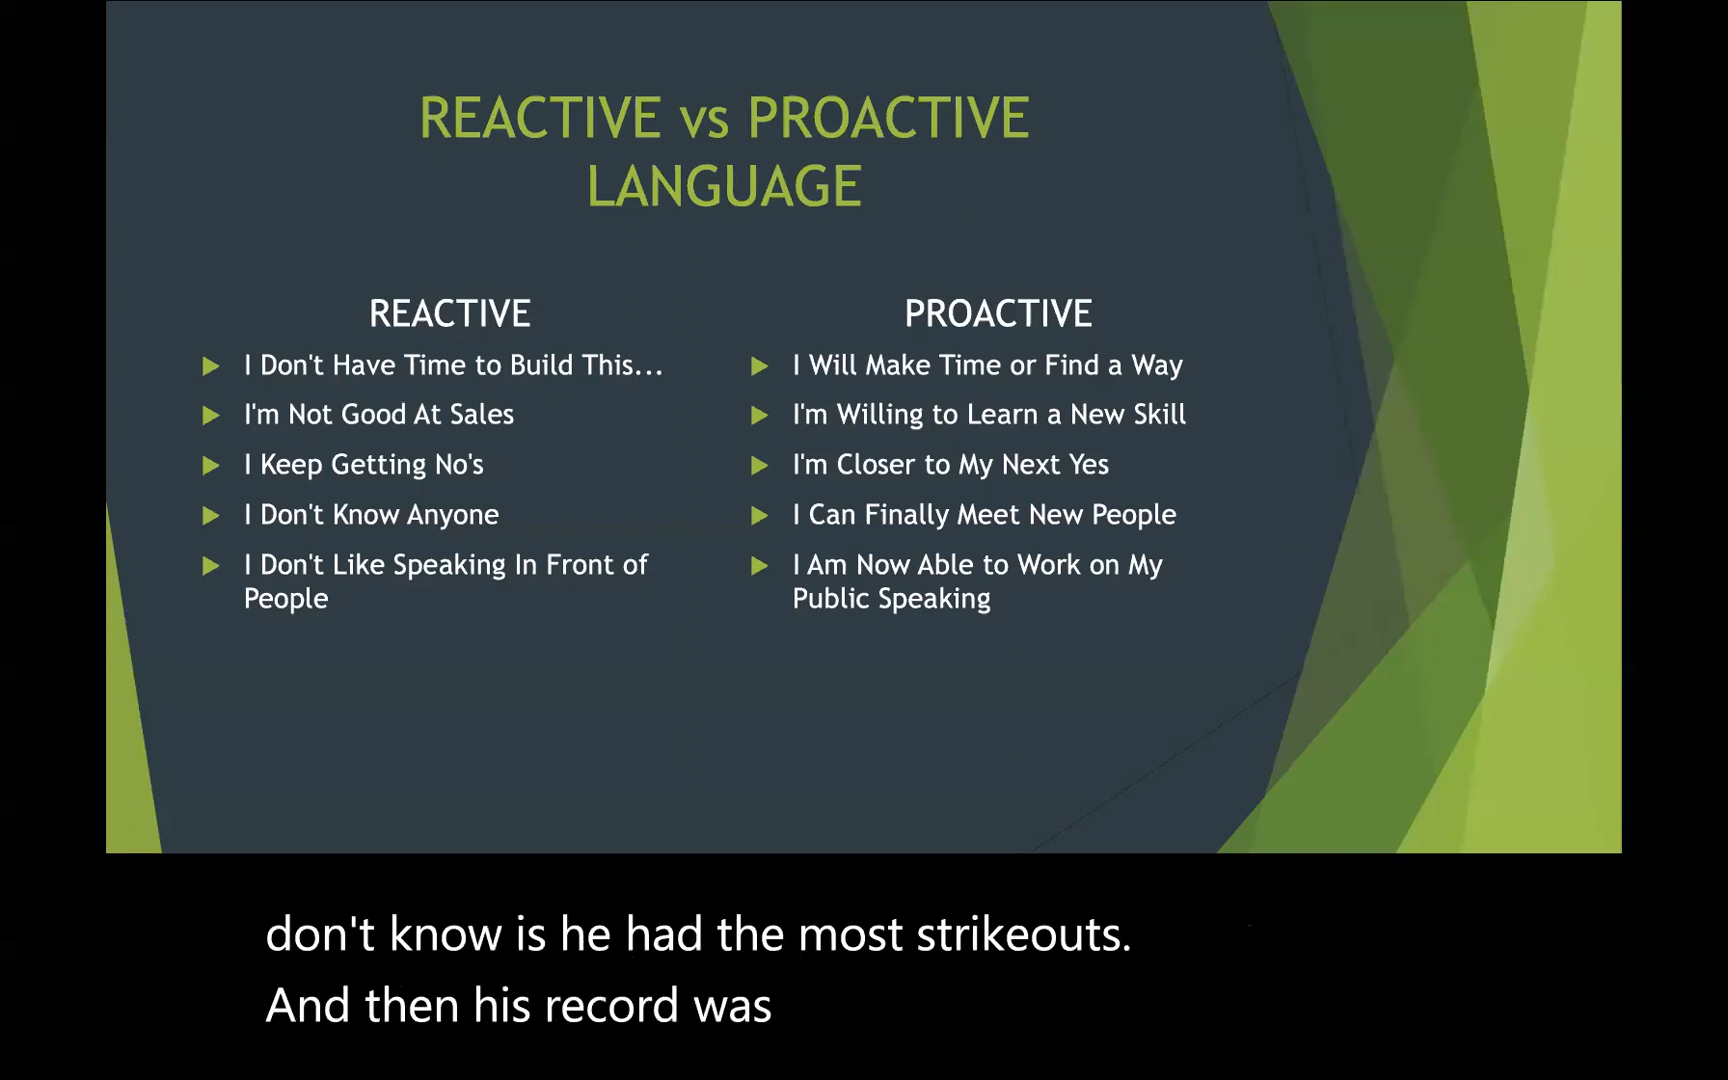 REACTIVE vs PROACTIVE
LANGUAGE
REACTIVE
I Don't Have Time to Build This...
I'm Not Good At Sales
I Keep Getting No's
I Don't Know Anyone
I Don't Like Speaking In Front of
People
PROACTIVE
I Will Make Time or Find a Way
I'm Willing to Learn a New Skill
I'm Closer to My Next Yes
I Can Finally Meet New People
I Am Now Able to Work on My
Public Speaking
don't know is he had the most strikeouts.
And then his record was